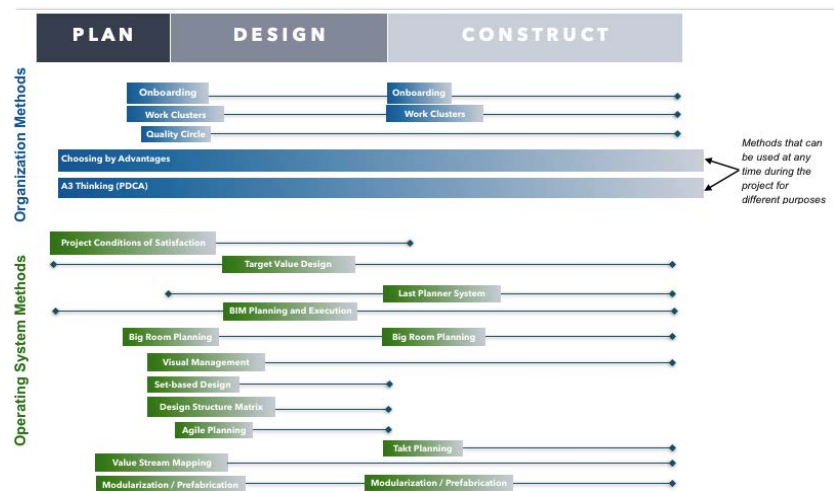 PLAN
DESIGN
CONSTRUCT
Organization Methods
Onboarding
Onboarding
Work Clusters
Work Clusters
Quality Circle
Choosing by Advantages
A3 Thinking (PDCA)
Methods that can
be used at any
time during the
project for
different purposes
Operating System Methods
Project Conditions of Satisfaction
Target Value Design
Last Planner System
BIM Planning and Execution
Big Room Planning
Big Room Planning
Visual Management
Set-based Design
Design Structure Matrix
Agile Planning
Takt Planning
Value Stream Mapping
Modularization / Prefabrication
Modularization / Prefabrication